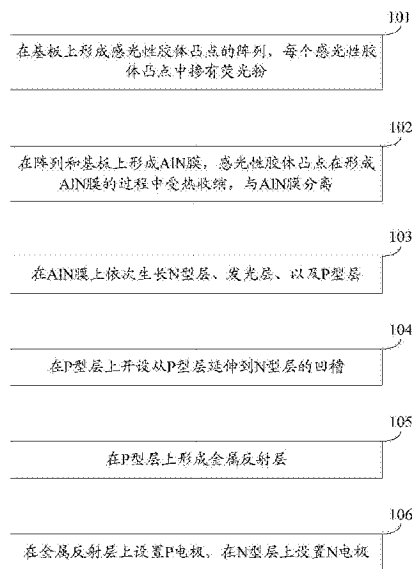 101
在基板上形成感光性胶体凸点的阵列，每个感光性胶
体凸点中掺有荧光粉
102
在阵列和基板上形成AlN膜，感光性胶体凸点在形成
AlN膜的过程中受热收缩，与AlN膜分离
103
在AlN膜上依次生长N型层、发光层、以及P型层
104
在P型层上开设从P型层延伸到N型层的凹槽
105
在P型层上形成金属反射层
106
在金属反射层上设置P电极，在N型层上设置N电极